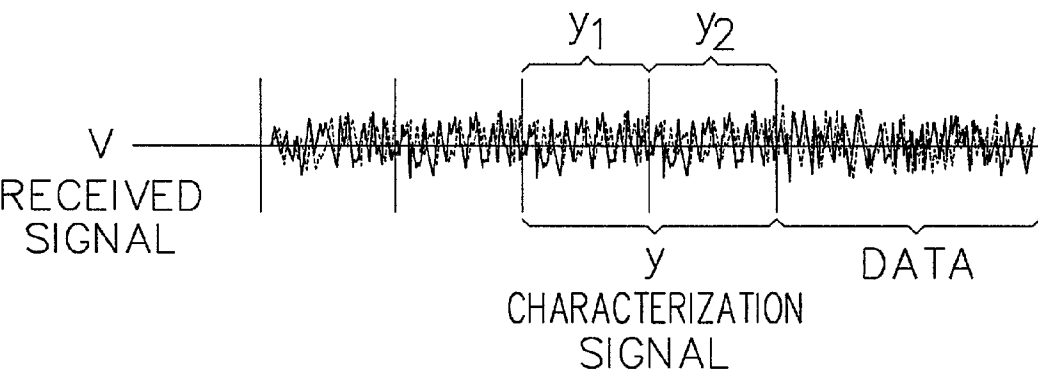 y1
y2
V
RECEIVED
SIGNAL
y
DATA
CHARACTERIZATION
SIGNAL